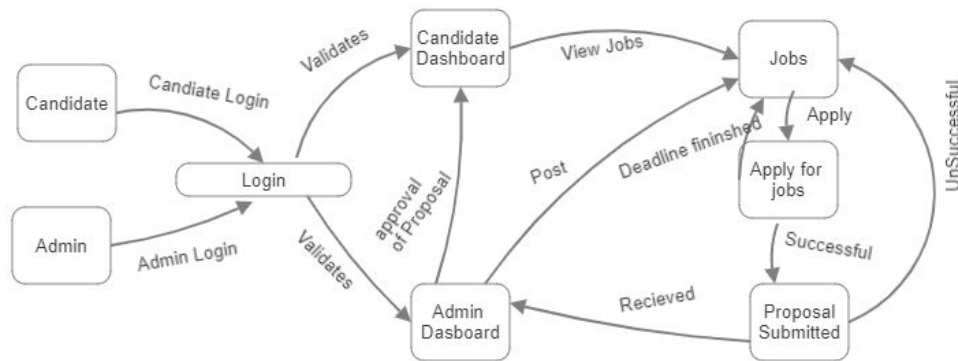 Candidate
Dashboard
View Jobs
Jobs
Validates
Candidate
Candiate Login
Login
Admin
Admin Login
Validates
approval
of Proposal
Post
Deadline fininshed
Apply
Apply for
jobs
UnSuccessful
Successful
Admin
Dasboard
Recieved
Proposal
Submitted